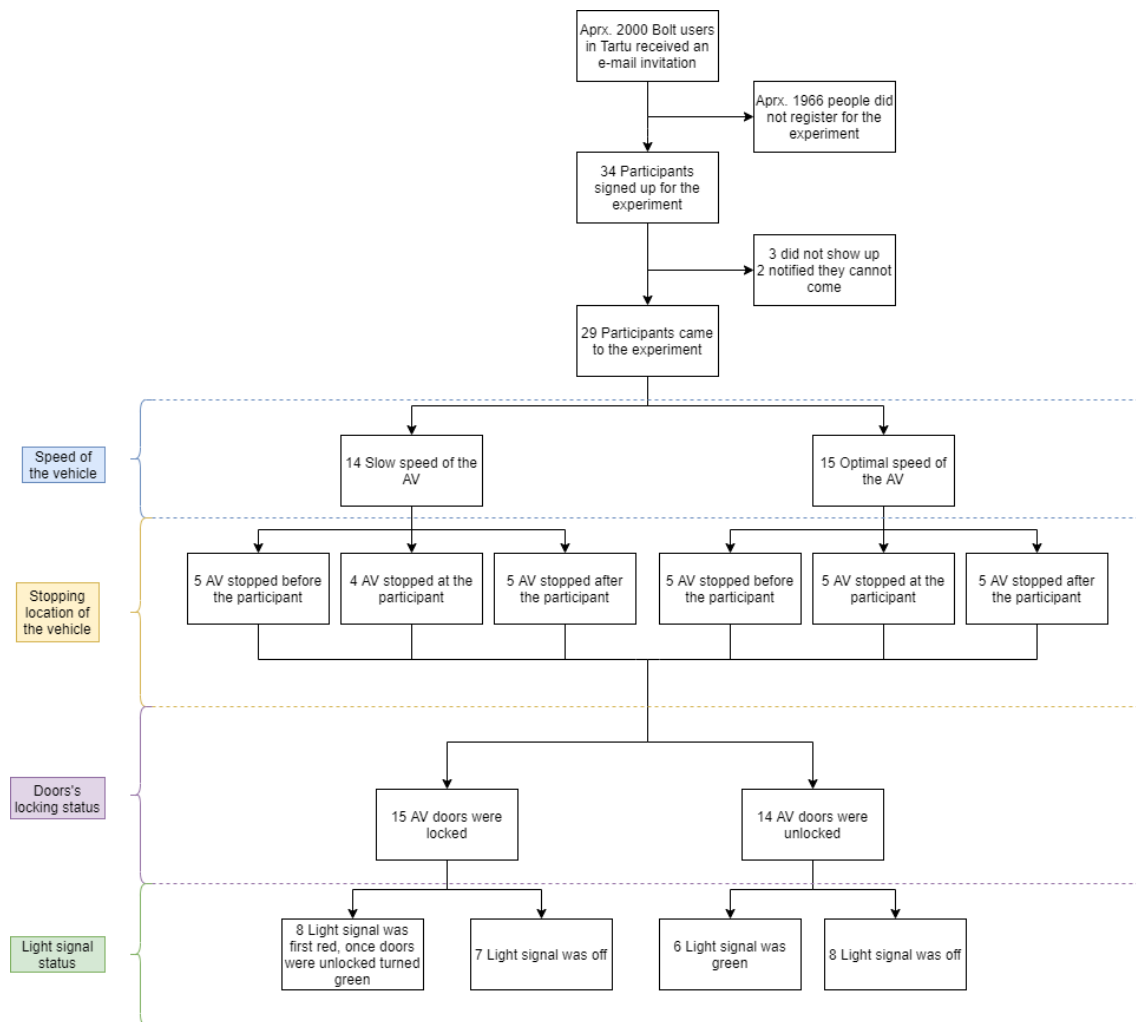 Aprx. 2000 Bolt users
in Tartu received an
e-mail invitation
Aprx. 1966 people did
not register for the
experiment
34 Participants
signed up for the
experiment
3 did not show up
2 notified they cannot
come
29 Participants came
to the experiment
Speed of
the vehicle
14 Slow speed of the
AV
15 Optimal speed of
the AV
Stopping
location of
the vehicle
5 AV stopped before
the participant
4 AV stopped at the
participant
5 AV stopped after
the participant
5 AV stopped before
the participant
5 AV stopped at the
participant
5 AV stopped after
the participant
Doors's
locking status
15 AV doors were
locked
14 AV doors were
unlocked
Light signal
status
8 Light signal was
first red, once doors
were unlocked turned
green
7 Light signal was off
6 Light signal was
green
8 Light signal was off